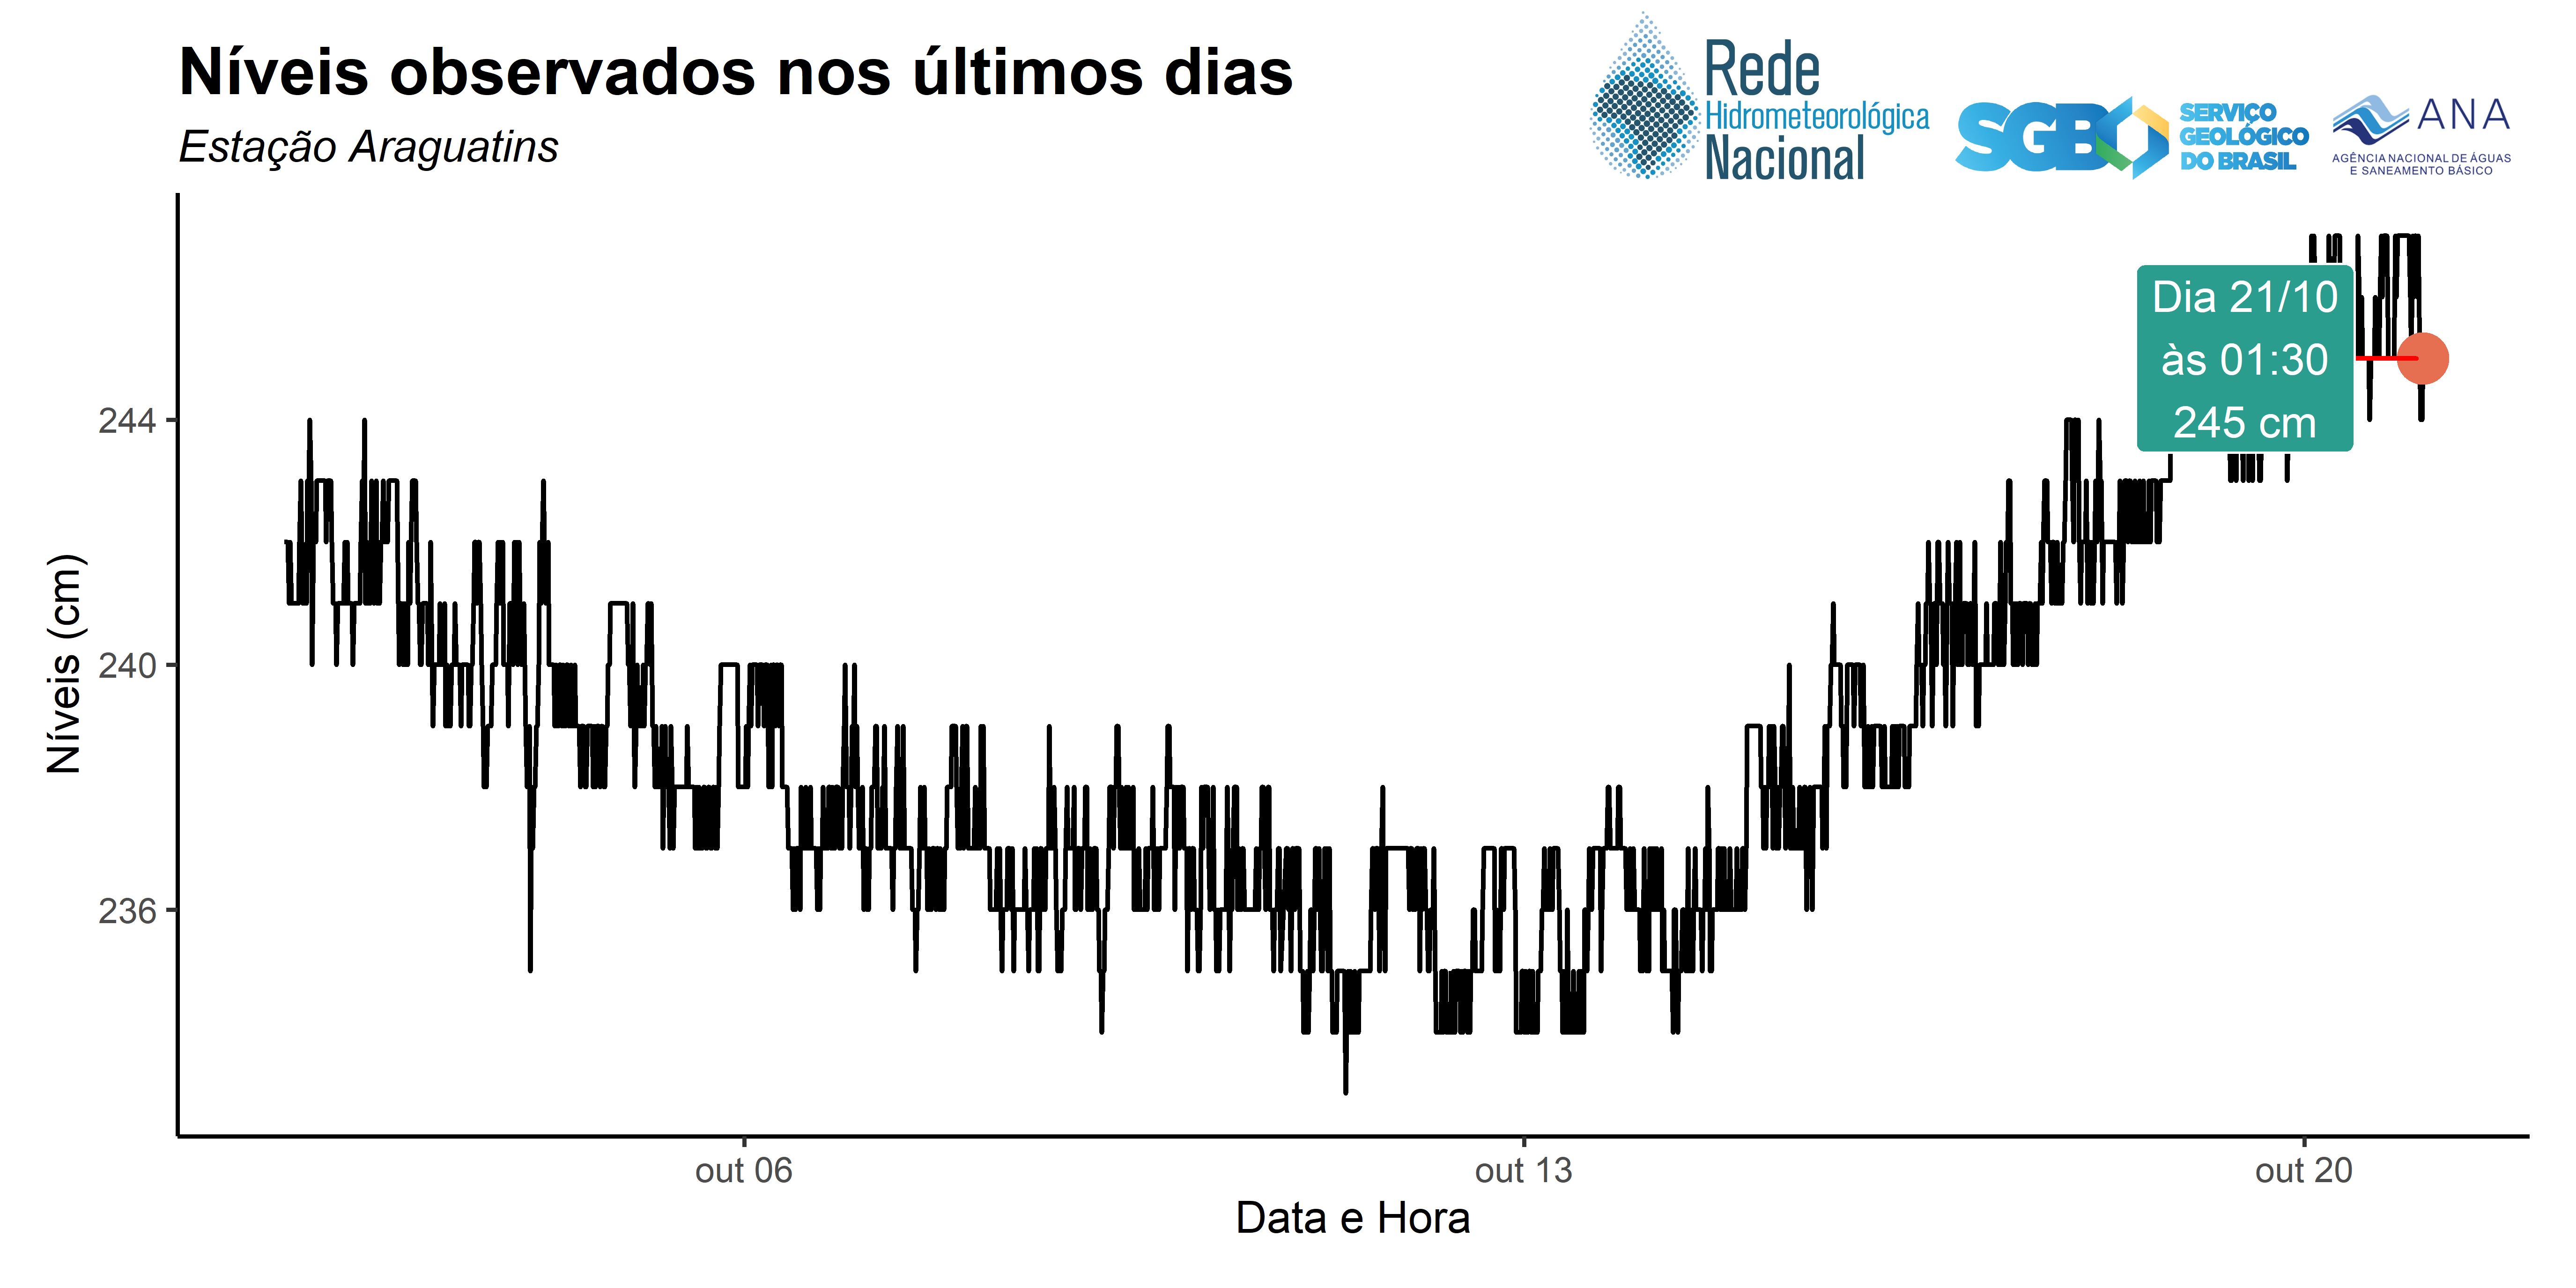 Níveis observados nos últimos dias
Estação Araguatins
Rede
Hidrometeorológica
Nacional
SGB
SERVIÇO
GEOLÓGICO
DO BRASIL
ANA
AGÊNCIA NACIONAL DE ÁGUAS
E SANEAMENTO BÁSICO
Dia 21/10
às 01:30
245 cm
Níveis (cm)
244
240
236
out 06
out 13
out 20
Data e Hora